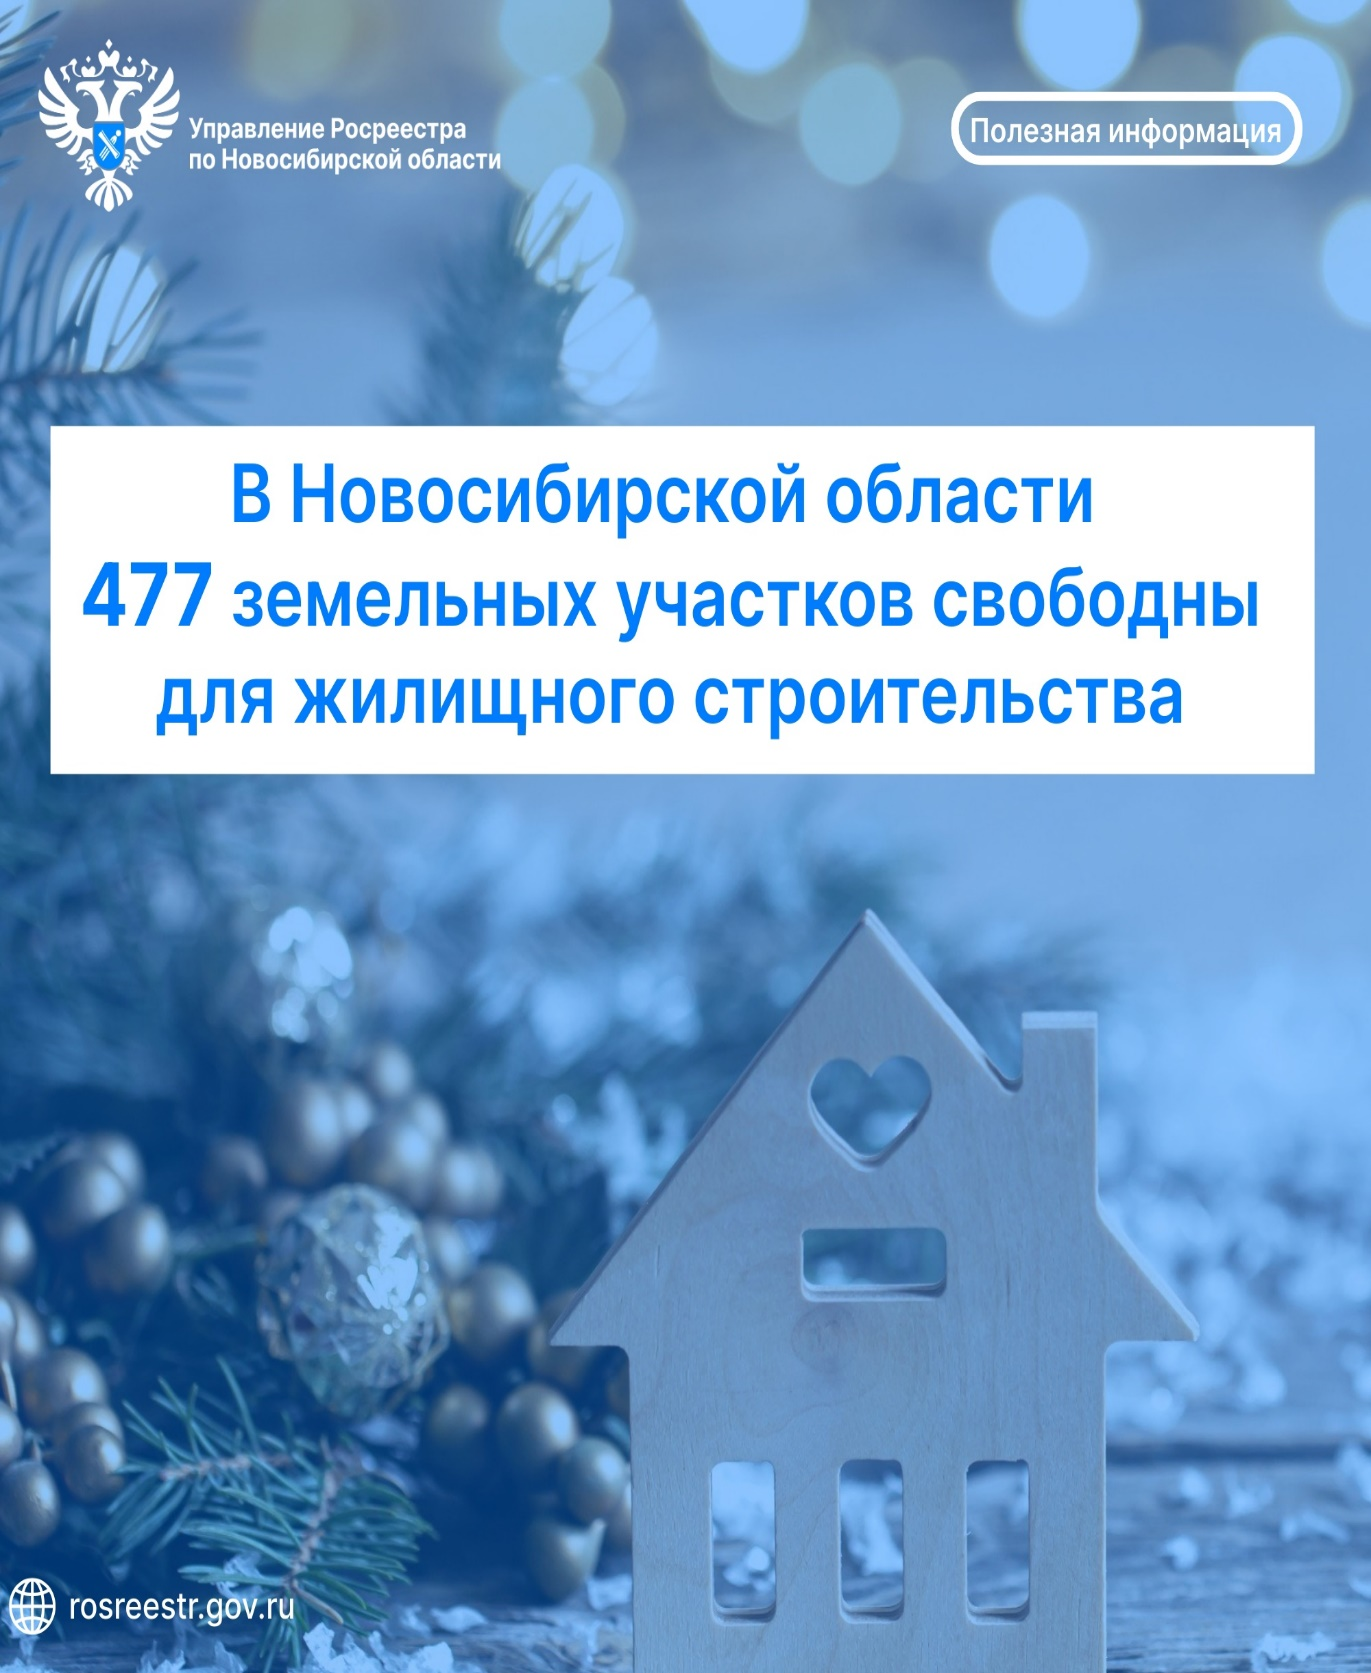 Управление Росреестра
по Новосибирской области
Полезная информация
В Новосибирской области
477 земельных участков свободны
для жилищного строительства
rosreestr.gov.ru